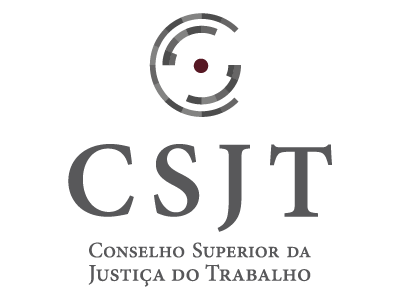 CSJT
Conselho Superior da
Justiça do Trabalho